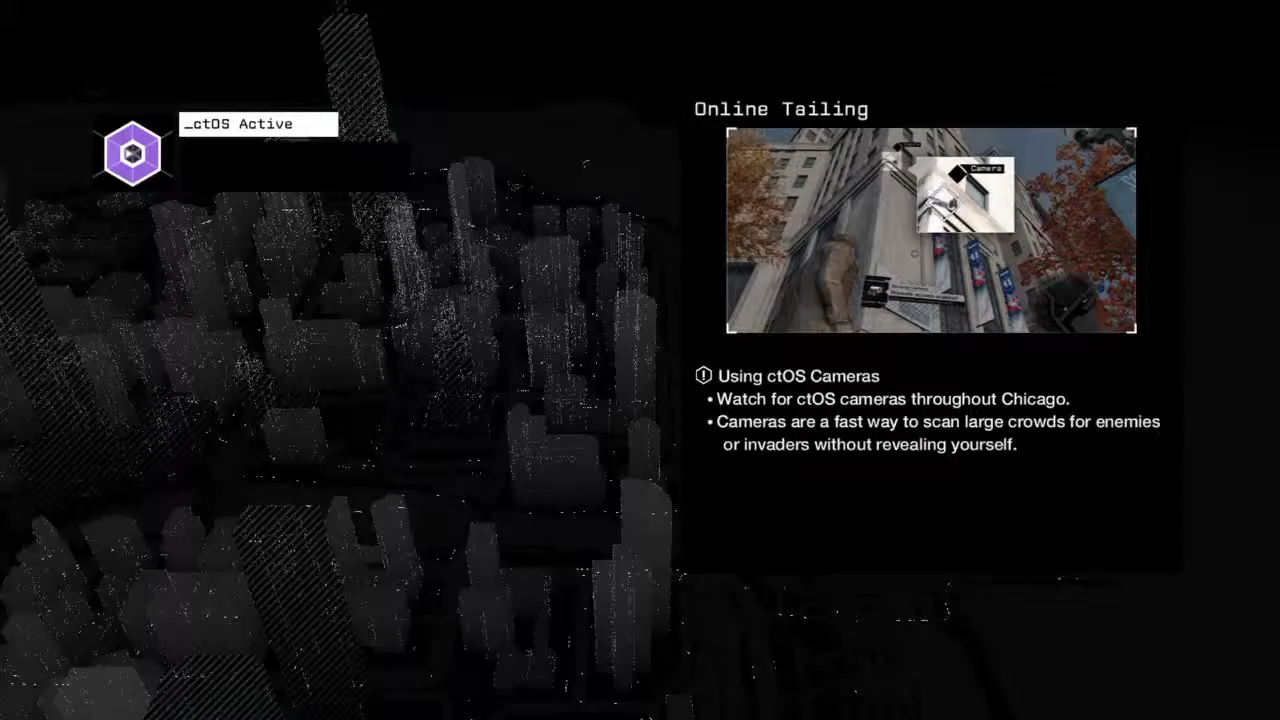 _ctOS Active
Online Tailing
Camera
Using ctOS Cameras
• Watch for ctOS cameras throughout Chicago.
• Cameras are a fast way to scan large crowds for enemies
or invaders without revealing yourself.